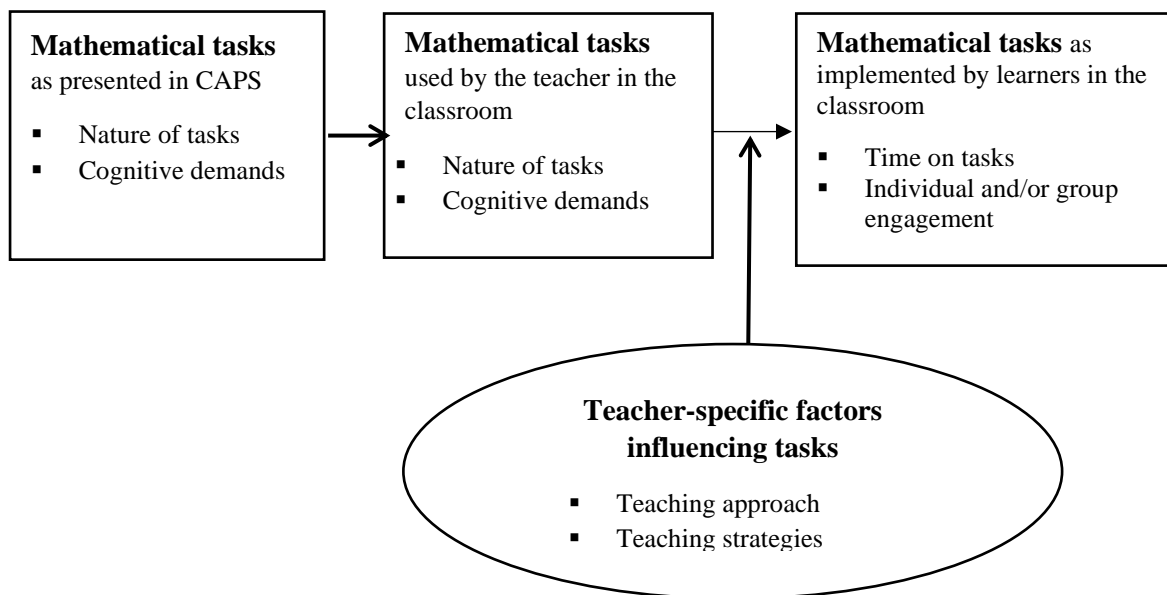 Mathematical tasks
as presented in CAPS
▪ Nature of tasks
▪ Cognitive demands
Mathematical tasks
used by the teacher in the
classroom
▪ Nature of tasks
▪ Cognitive demands
Mathematical tasks as
implemented by learners in the
classroom
▪ Time on tasks
▪ Individual and/or group
engagement
Teacher-specific factors
influencing tasks
▪ Teaching approach
▪ Teaching strategies